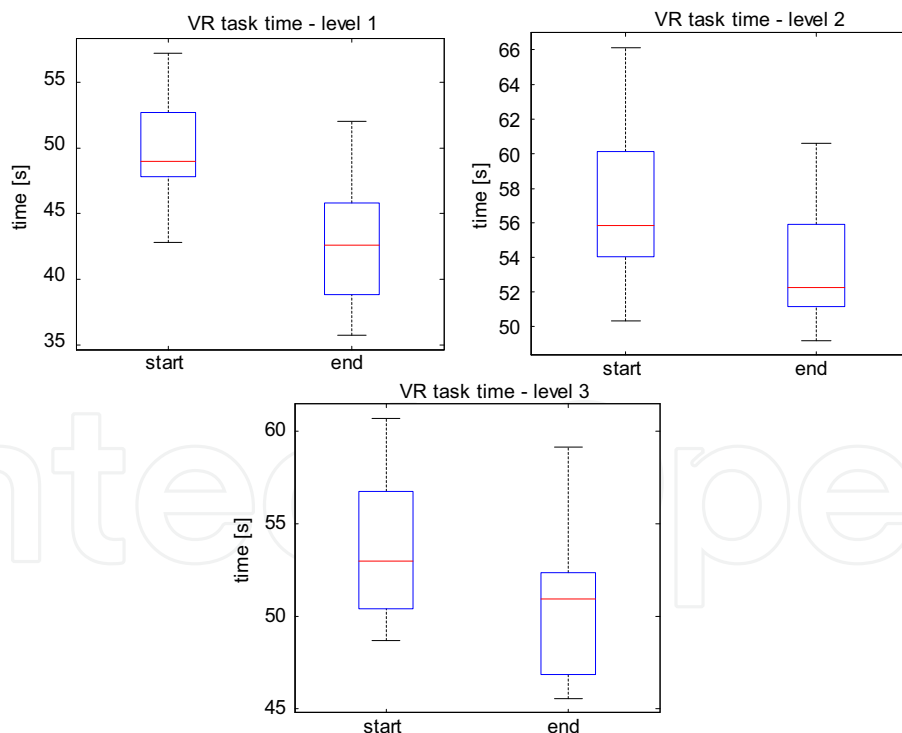 VR task time - level 1
time [s]
55
50
45
40
35
start end
VR task time - level 2
time [s]
66
64
62
60
58
56
54
52
50
start end
VR task time - level 3
time [s]
60
55
50
45
start end